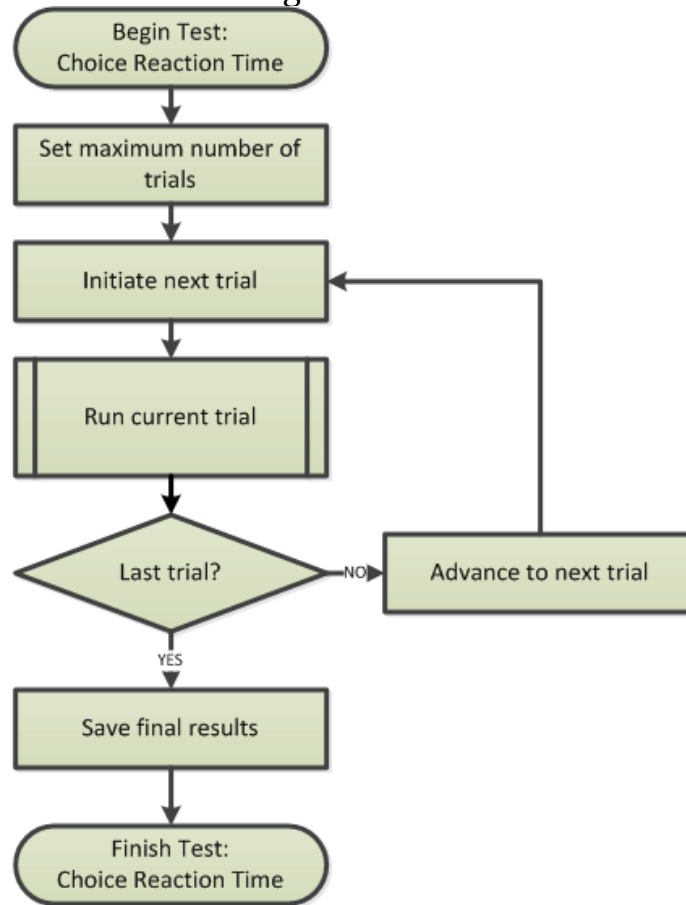 Begin Test:
Choice Reaction Time
Set maximum number of
trials
Initiate next trial
Run current trial
Last trial?
NO
Advance to next trial
YES
Save final results
Finish Test:
Choice Reaction Time